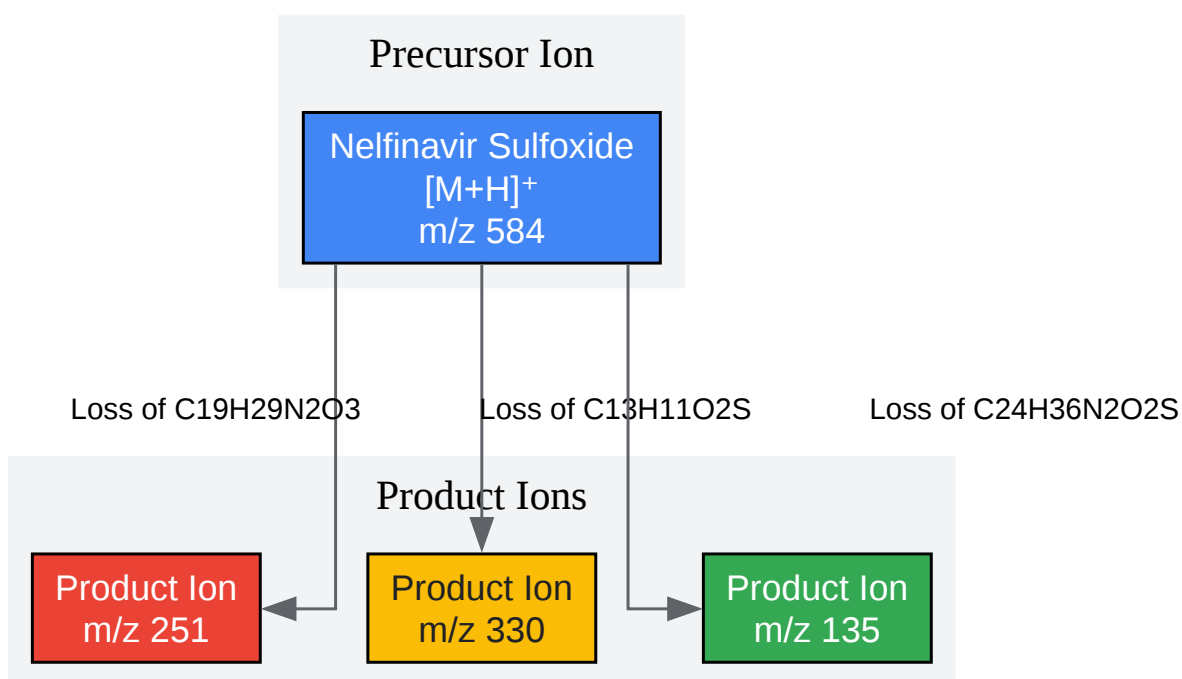 Precursor Ion
Nelfinavir Sulfoxide
[M+H]⁺
m/z 584
Loss of C19H29N2O3
Loss of C13H11O2S
Loss of C24H36N2O2S
Product Ions
Product Ion
m/z 251
Product Ion
m/z 330
Product Ion
m/z 135